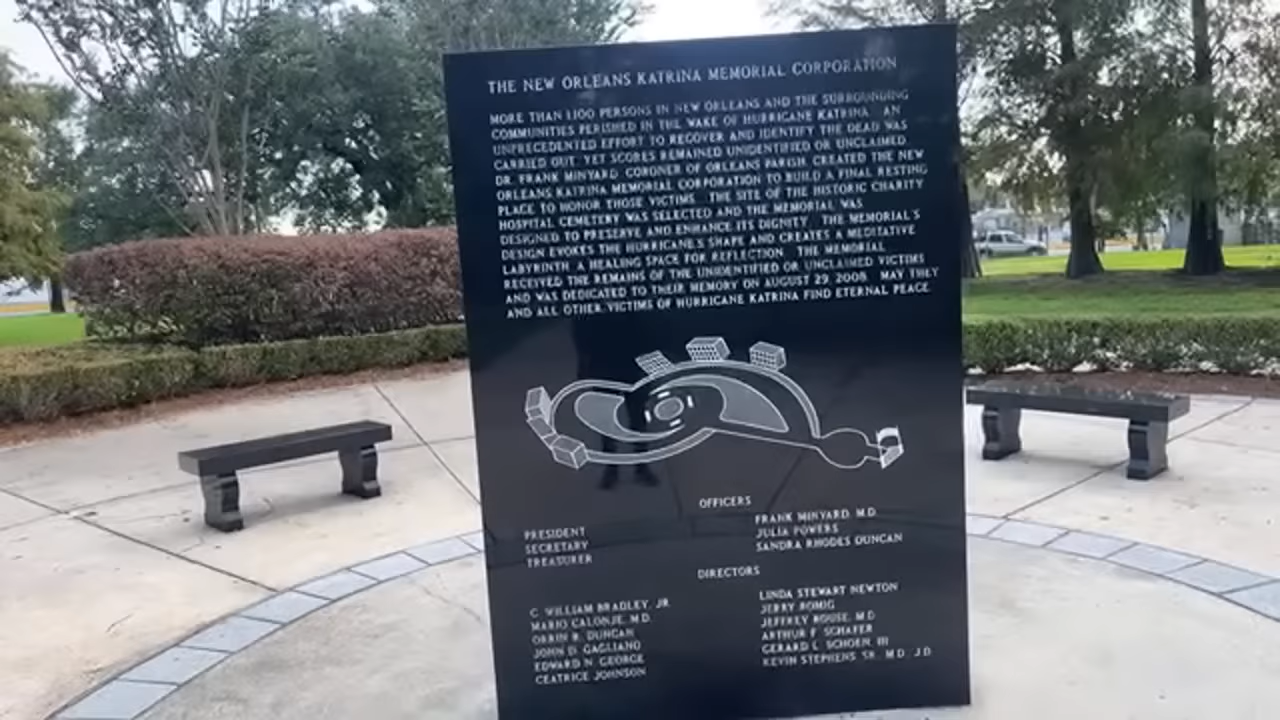 THE NEW ORLEANS KATRINA MEMORIAL CORPORATION
MORE THAN 1,100 PERSONS IN NEW ORLEANS AND THE SURROUNDING
COMMUNITIES PERISHED IN THE WAKE OF HURRICANE KATRINA. AN
UNPRECEDENTED EFFORT TO RECOVER AND IDENTIFY THE DEAD WAS
CARRIED OUT, YET SCORES REMAINED UNIDENTIFIED OR UNCLAIMED.
DR. FRANK MINYARD, CORONER OF ORLEANS PARISH, CREATED THE NEW
ORLEANS KATRINA MEMORIAL CORPORATION TO BUILD A FINAL RESTING
PLACE TO HONOR THOSE VICTIMS. THE SITE OF THE HISTORIC CHARITY
HOSPITAL CEMETERY WAS SELECTED AND THE MEMORIAL WAS
DESIGNED TO PRESERVE AND ENHANCE ITS DIGNITY. THE MEMORIAL'S
DESIGN EVOKES THE HURRICANE'S SHAPE AND CREATES A MEDITATIVE
LABYRINTH, A HEALING SPACE FOR REFLECTION. THE MEMORIAL
RECEIVED THE REMAINS OF THE UNIDENTIFIED OR UNCLAIMED VICTIMS
AND WAS DEDICATED TO THEIR MEMORY ON AUGUST 29, 2008. MAY THEY
AND ALL OTHER VICTIMS OF HURRICANE KATRINA FIND ETERNAL PEACE.
OFFICERS
PRESIDENT FRANK MINYARD, M.D.
SECRETARY JULIA POWERS
TREASURER SANDRA RHODES DUNCAN
DIRECTORS
C. WILLIAM BRADLEY, JR. LINDA STEWART NEWTON
MARIO CALONJE, M.D. JERRY ROMIG
ORRIN R. DUNCAN JEFFREY ROUSE, M.D.
JOHN D. GAGLIANO ARTHUR F. SCHAFER
EDWARD N. GEORGE GERARD L. SCHOEN, III
CEATRICE JOHNSON KEVIN STEPHENS, SR., M.D., J.D.